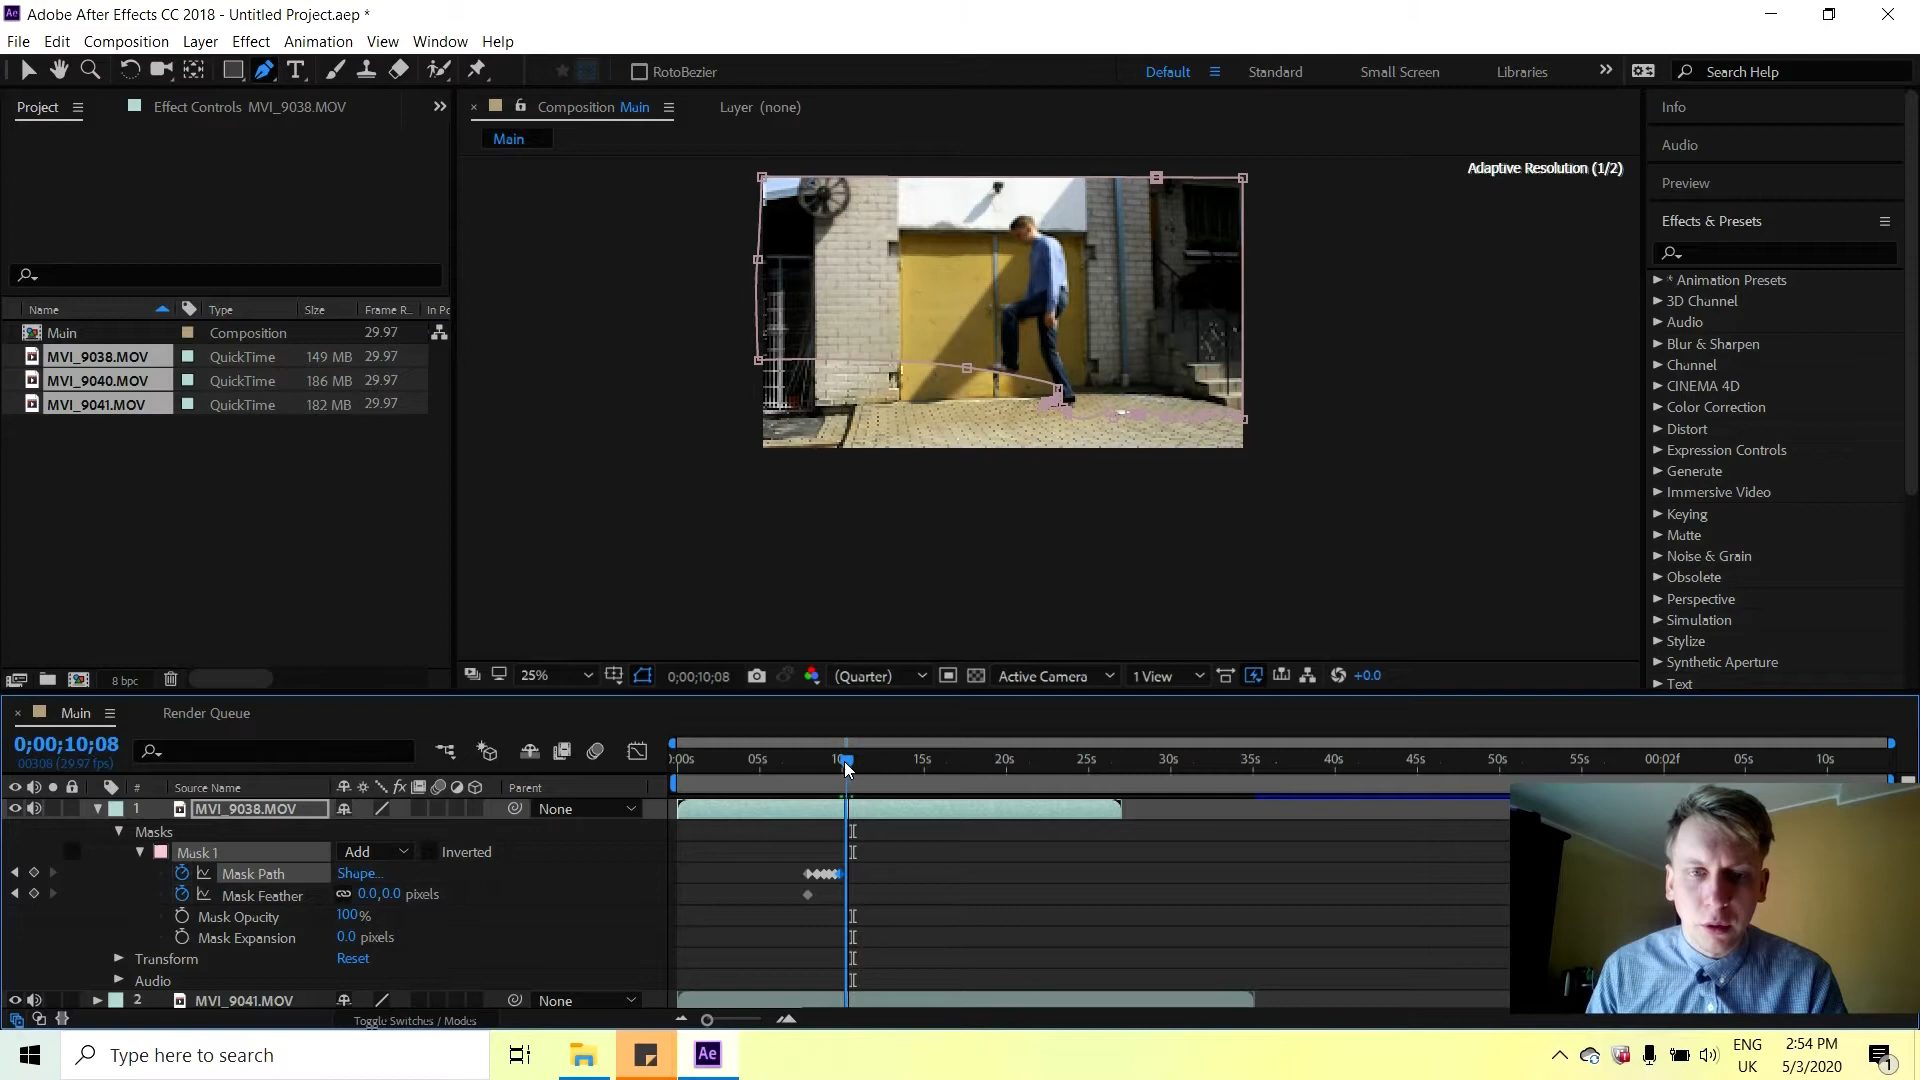 Adobe After Effects CC 2018 - Untitled Project.aep *
File Edit Composition Layer Effect Animation View Window Help
RotoBezier
Default Standard Small Screen Libraries Search Help
Project Effect Controls MVI_9038.MOV
Composition Main Layer (none)
Main
Adaptive Resolution (1/2)
Name Type Size Frame R... In Po
Main Composition 29.97
MVI_9038.MOV QuickTime 149 MB 29.97
MVI_9040.MOV QuickTime 186 MB 29.97
MVI_9041.MOV QuickTime 182 MB 29.97
8 bpc
25% 0;00;10;08 (Quarter) Active Camera 1 View +0.0
Info
Audio
Preview
Effects & Presets
* Animation Presets
3D Channel
Audio
Blur & Sharpen
Channel
CINEMA 4D
Color Correction
Distort
Expression Controls
Generate
Immersive Video
Keying
Matte
Noise & Grain
Obsolete
Perspective
Simulation
Stylize
Synthetic Aperture
Text
Main Render Queue
0;00;10;08
00308 (29.97 fps)
):00s 05s 15s 20s 25s 30s 35s 40s 45s 50s 55s 00:02f 05s 10s
# Source Name Parent
1 MVI_9038.MOV None
Masks
Mask 1 Add Inverted
Mask Path Shape...
Mask Feather 0.0,0.0 pixels
Mask Opacity 100%
Mask Expansion 0.0 pixels
Transform Reset
Audio
2 MVI_9041.MOV None
Toggle Switches / Modes
Type here to search
Ae
ENG
UK
2:54 PM
5/3/2020
1